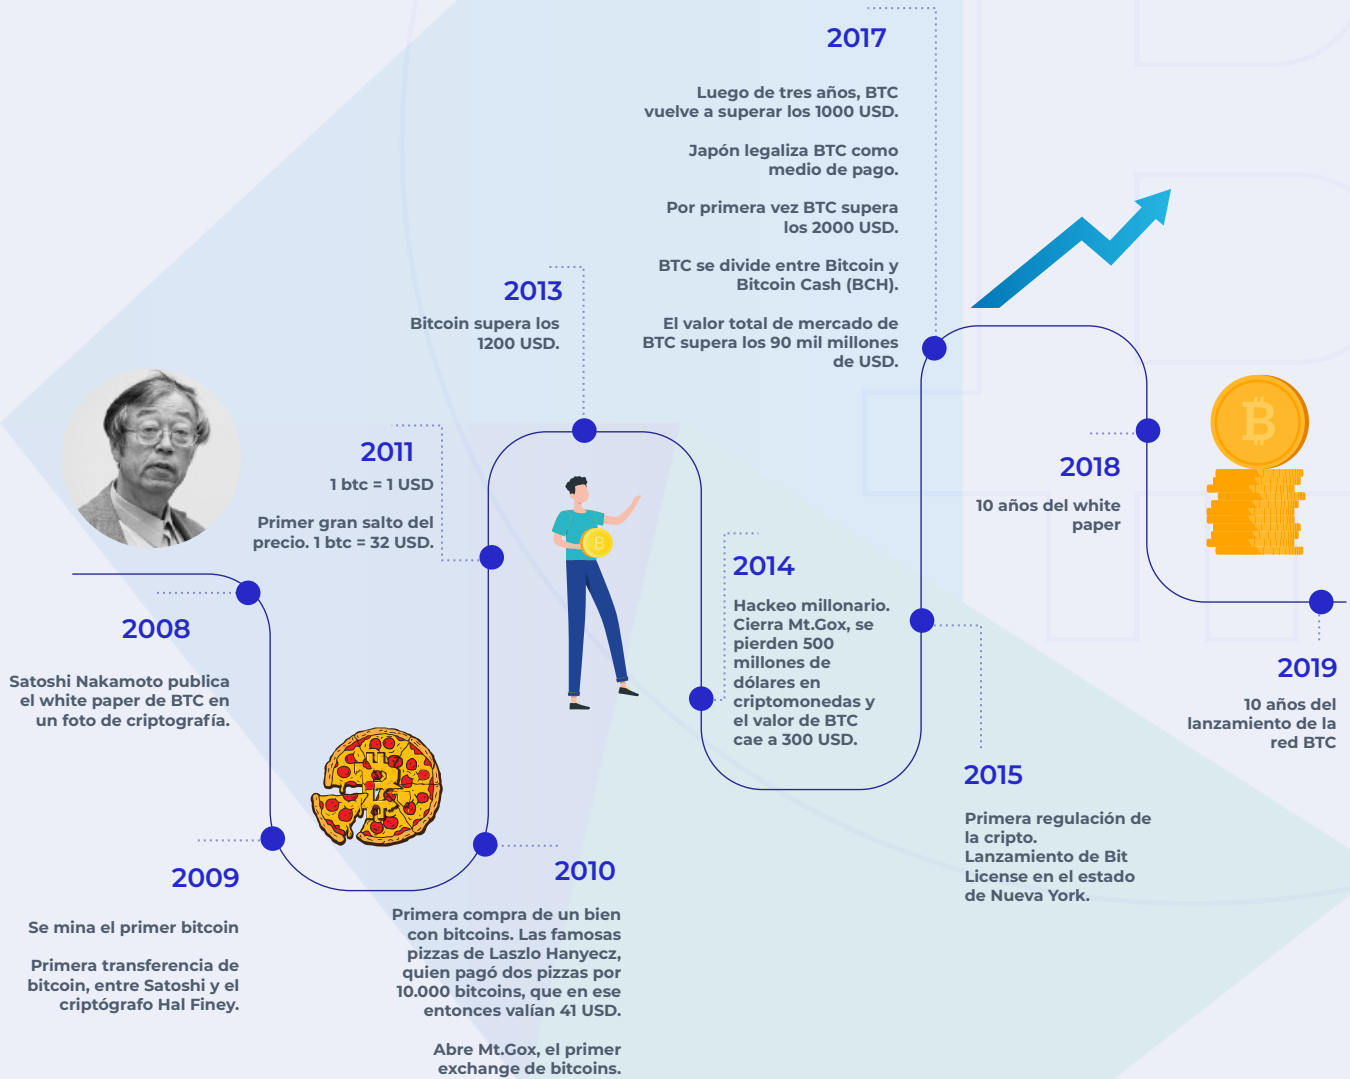 2008
Satoshi Nakamoto publica
el white paper de BTC en
un foto de criptografía.
2009
Se mina el primer bitcoin
Primera transferencia de
bitcoin, entre Satoshi y el
criptógrafo Hal Finey.
2010
Primera compra de un bien
con bitcoins. Las famosas
pizzas de Laszlo Hanyecz,
quien pagó dos pizzas por
10.000 bitcoins, que en ese
entonces valían 41 USD.
Abre Mt.Gox, el primer
exchange de bitcoins.
2011
1 btc = 1 USD
Primer gran salto del
precio. 1 btc = 32 USD.
2013
Bitcoin supera los
1200 USD.
2014
Hackeo millonario.
Cierra Mt.Gox, se
pierden 500
millones de
dólares en
criptomonedas y
el valor de BTC
cae a 300 USD.
2015
Primera regulación de
la cripto.
Lanzamiento de Bit
License en el estado
de Nueva York.
2017
Luego de tres años, BTC
vuelve a superar los 1000 USD.
Japón legaliza BTC como
medio de pago.
Por primera vez BTC supera
los 2000 USD.
BTC se divide entre Bitcoin y
Bitcoin Cash (BCH).
El valor total de mercado de
BTC supera los 90 mil millones
de USD.
2018
10 años del white
paper
2019
10 años del
lanzamiento de la
red BTC